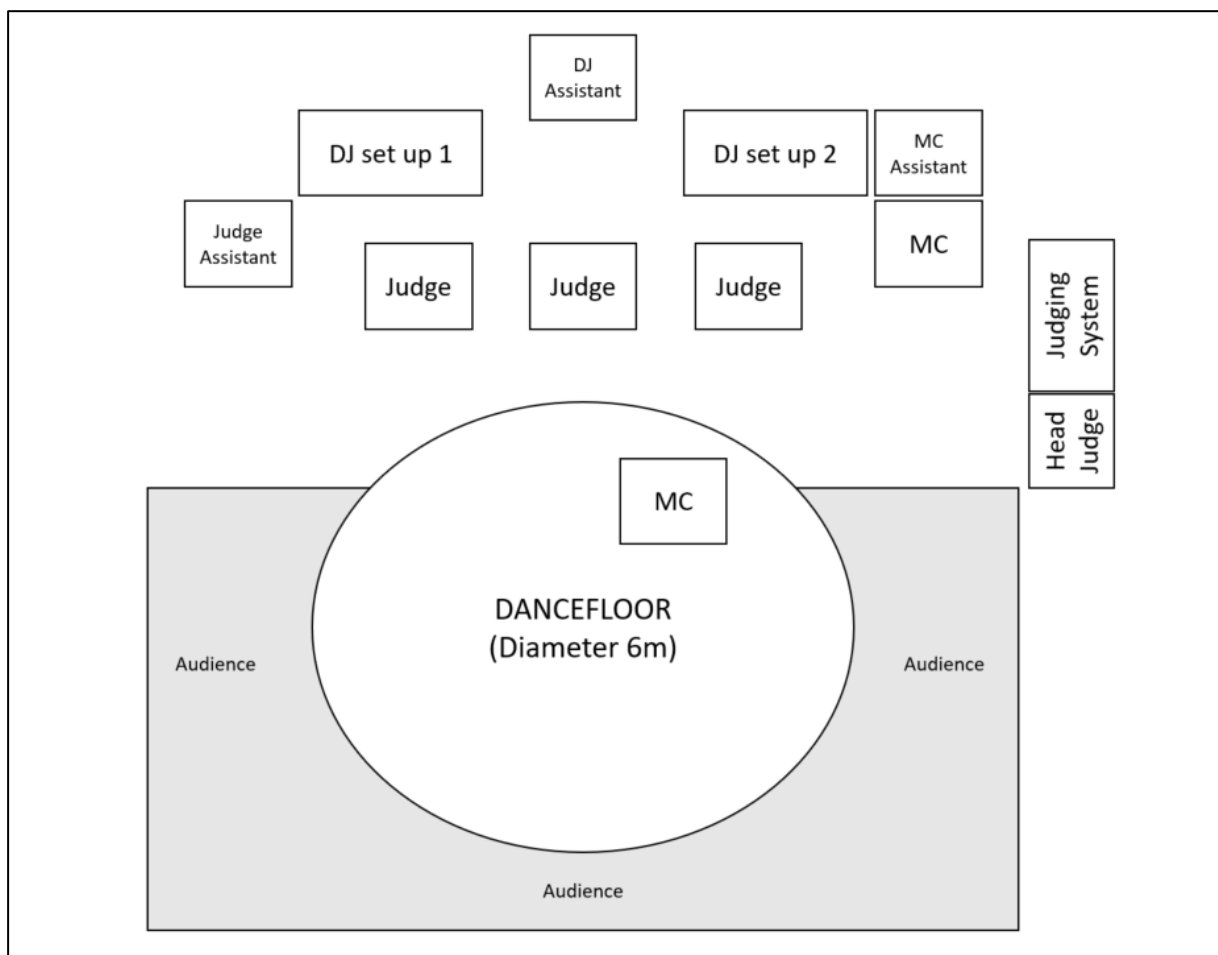 DJ
Assistant
DJ set up 1
DJ set up 2
MC
Assistant
Judge
Assistant
MC
Judge
Judge
Judge
Judging
System
Head
Judge
MC
DANCEFLOOR
(Diameter 6m)
Audience
Audience
Audience